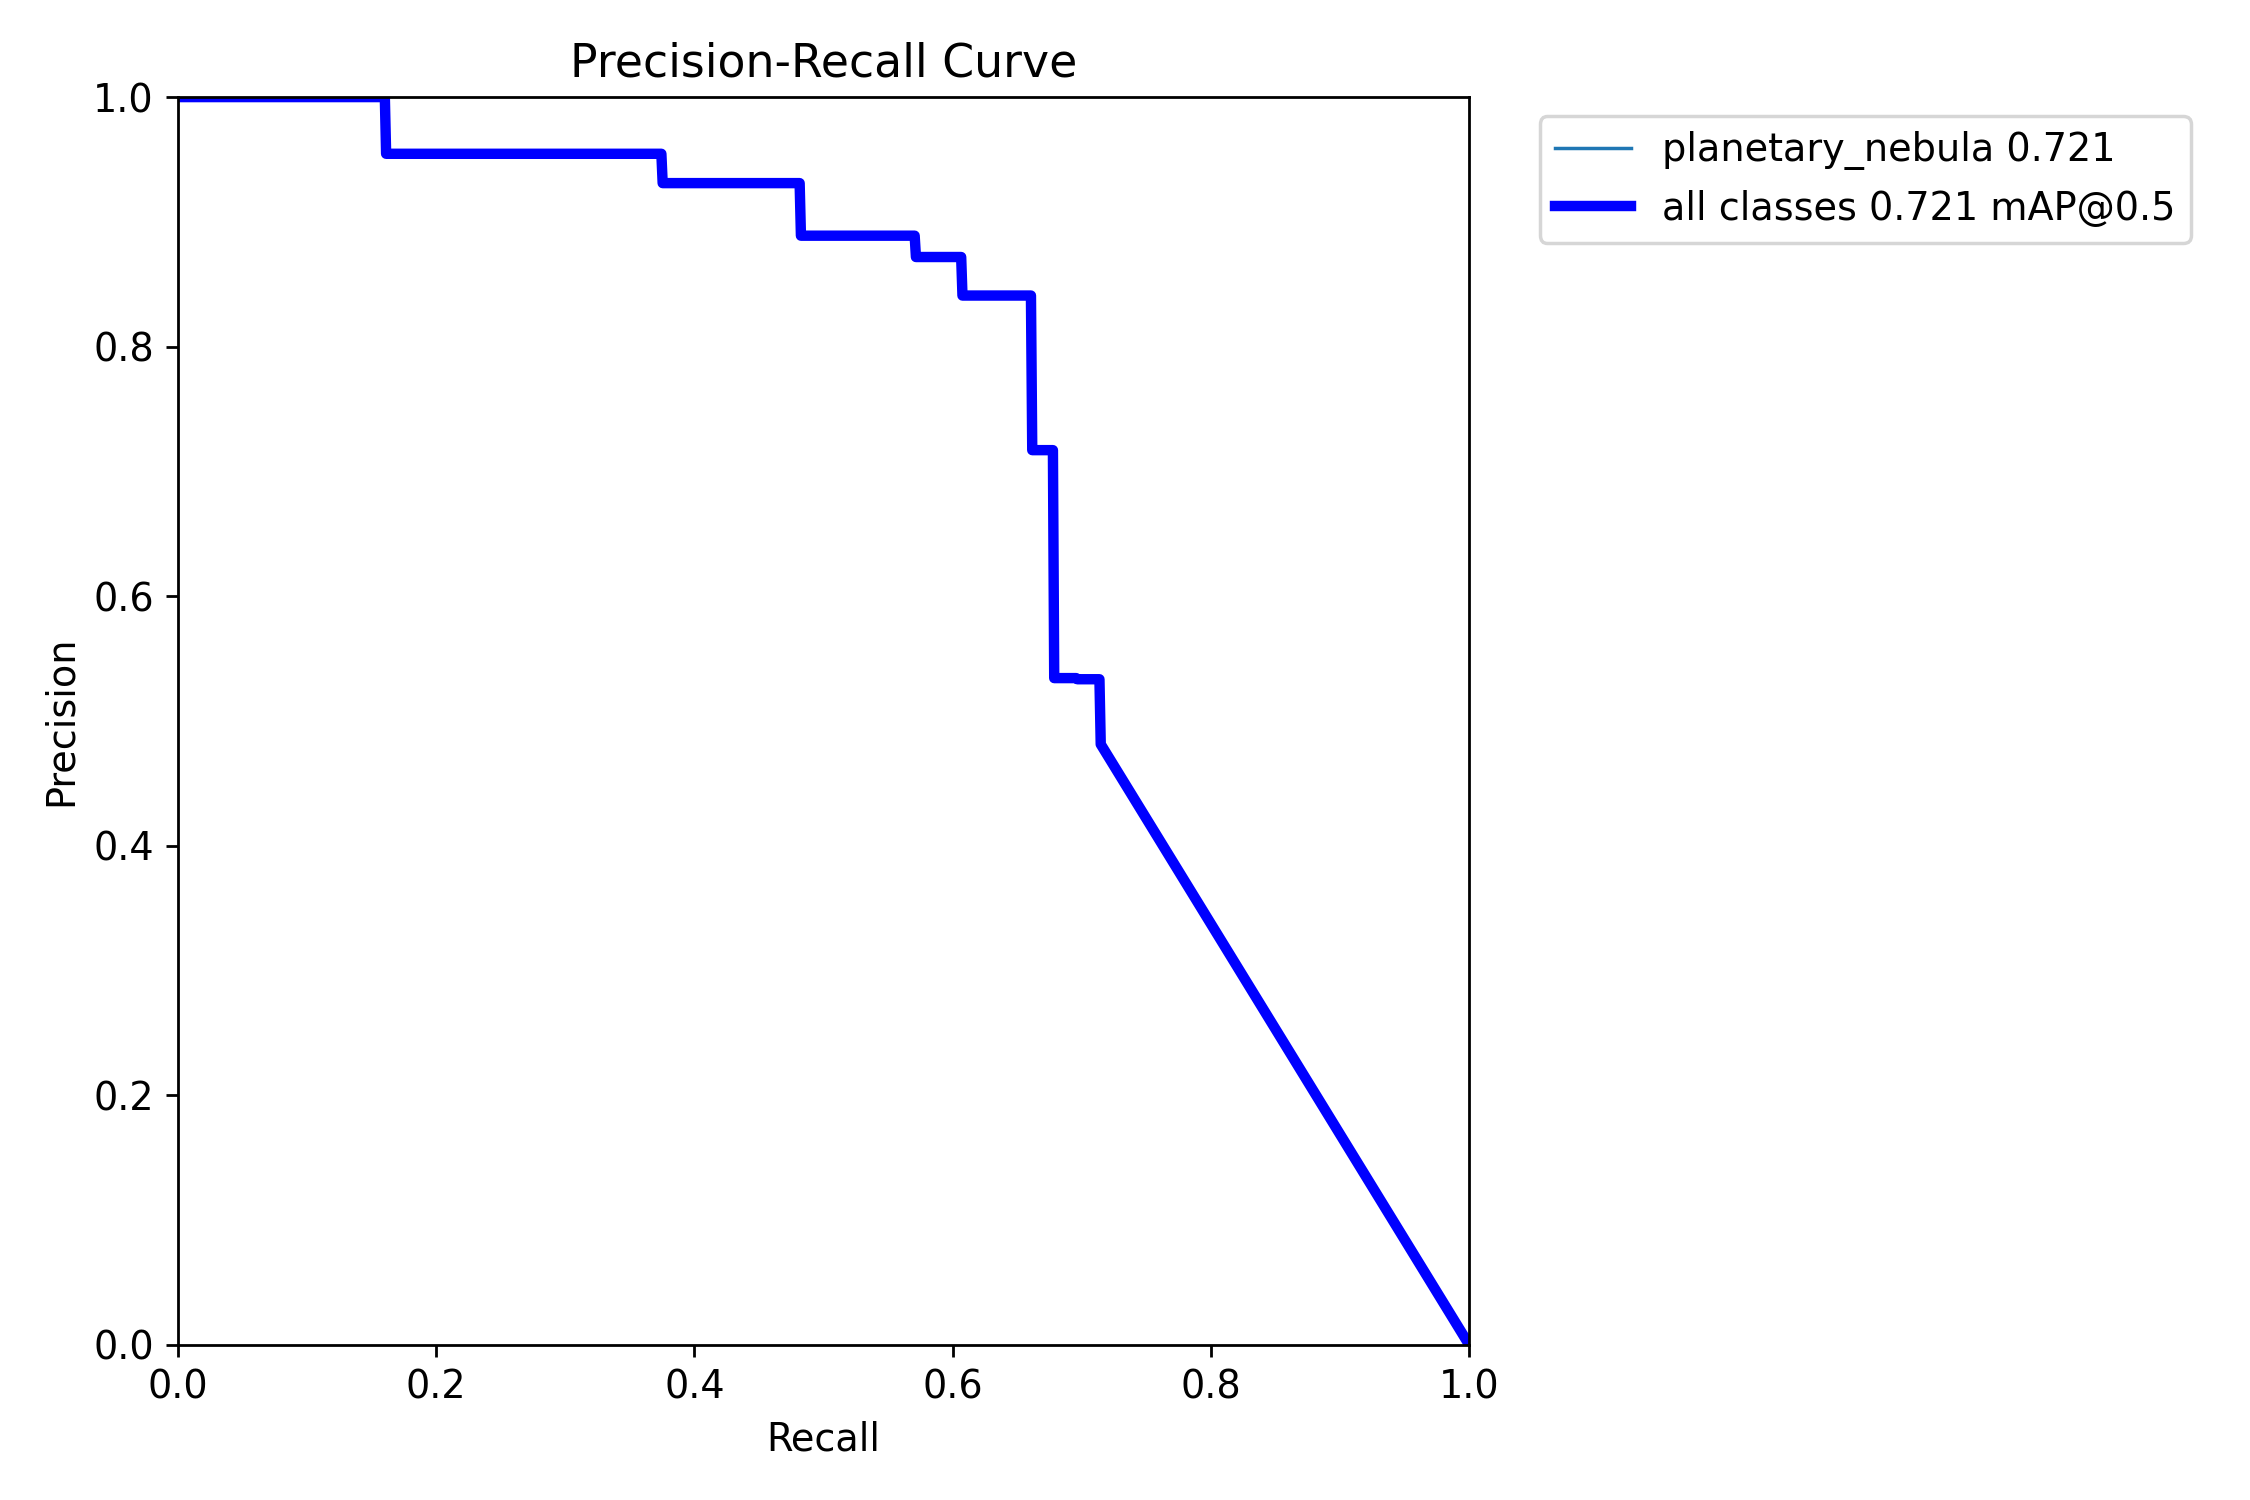 Precision-Recall Curve
1.0
0.8
0.6
0.4
0.2
0.0
Precision
0.0 0.2 0.4 0.6 0.8 1.0
Recall
planetary_nebula 0.721
all classes 0.721 mAP@0.5